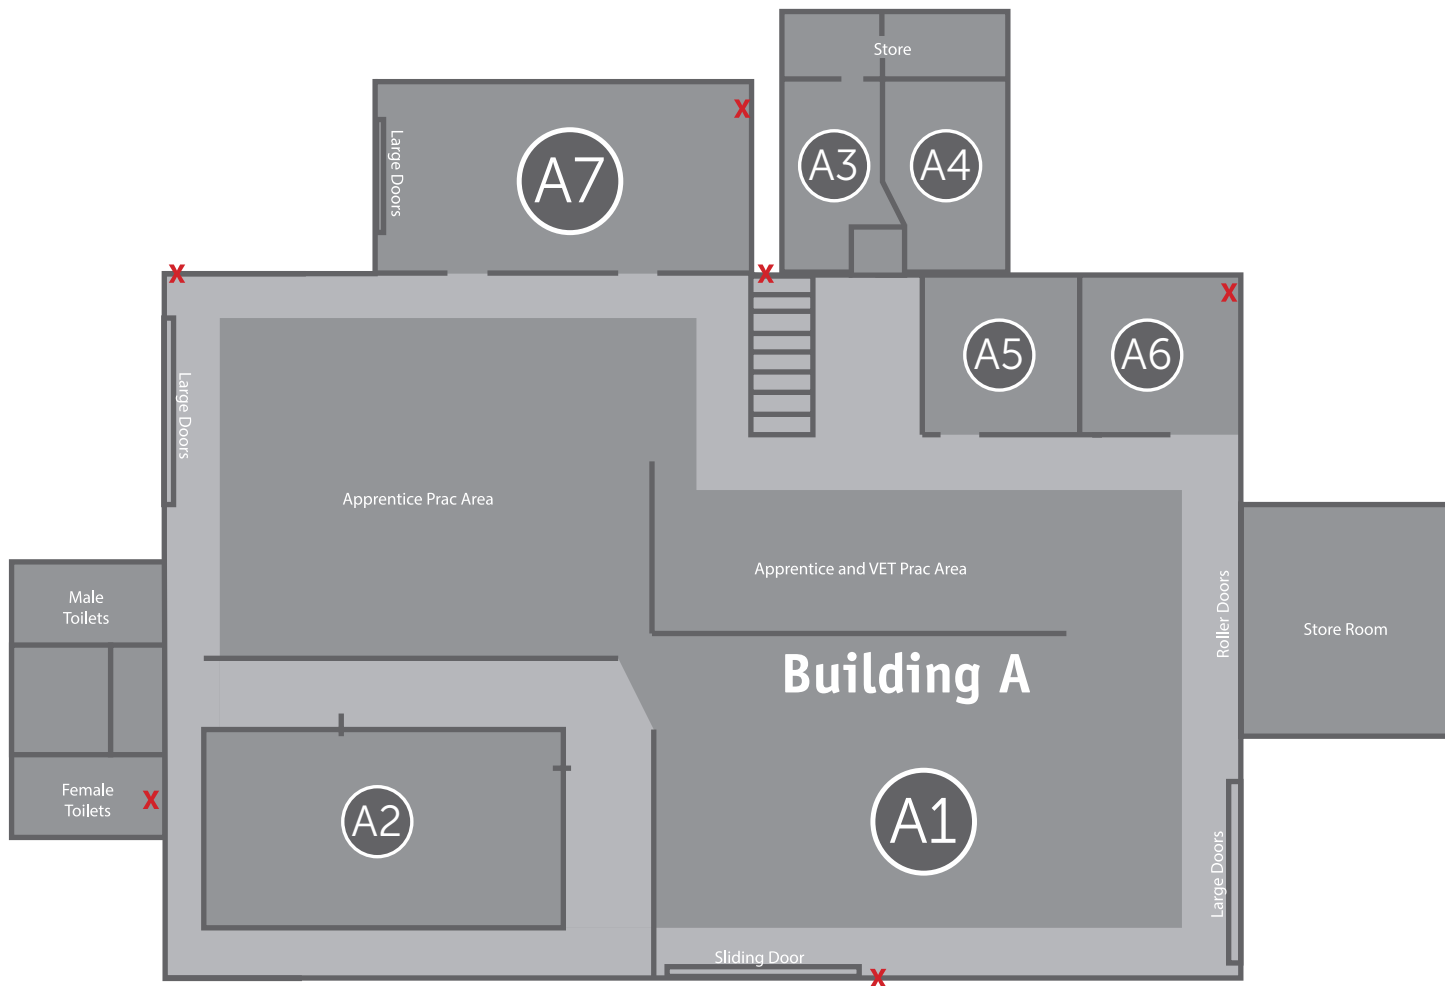 Store
X
Large Doors
A7
A3
A4
X
X
X
A5
A6
Large Doors
Apprentice Prac Area
Apprentice and VET Prac Area
Roller Doors
Male
Toilets
Store Room
Building A
Female
Toilets
X
A2
A1
Large Doors
Sliding Door
X